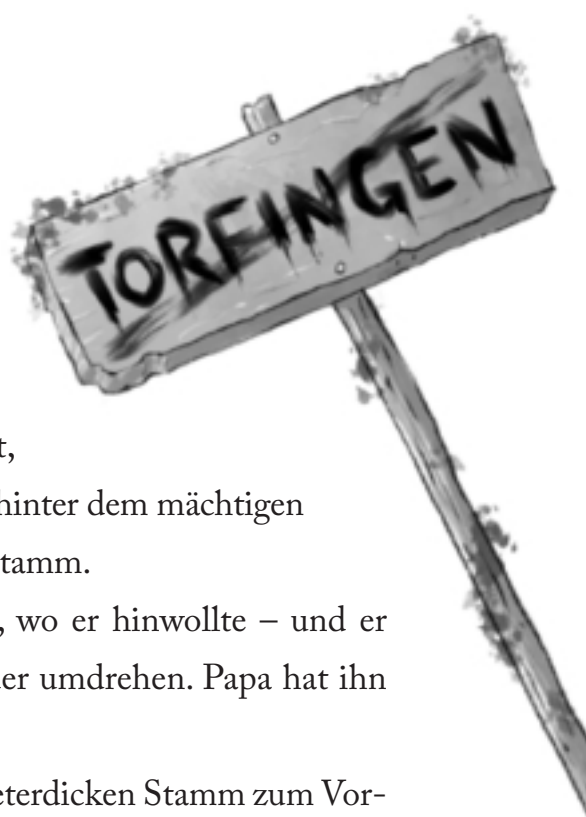 TORFINGEN
t,
hinter dem mächtigen
tamm.
, wo er hinwollte – und er
er umdrehen. Papa hat ihn
eterdicken Stamm zum Vor-